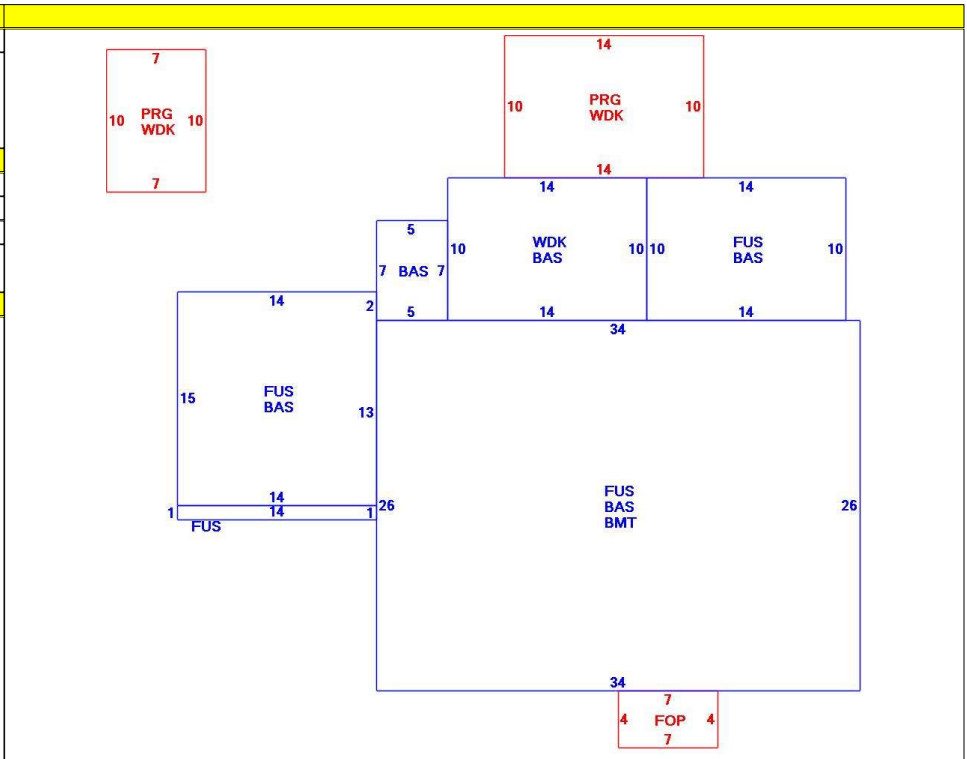 14
7
10 PRG 10
WDK
10 PRG 10
WDK
7
14
14 14
5
10 WDK 10 10 FUS 10
BAS BAS
7 BAS 7
14 2
5 14 14
34
15 FUS 13
BAS
14
1 14 1
FUS
26 FUS 26
BAS
BMT
34
7
4 FOP 4
7